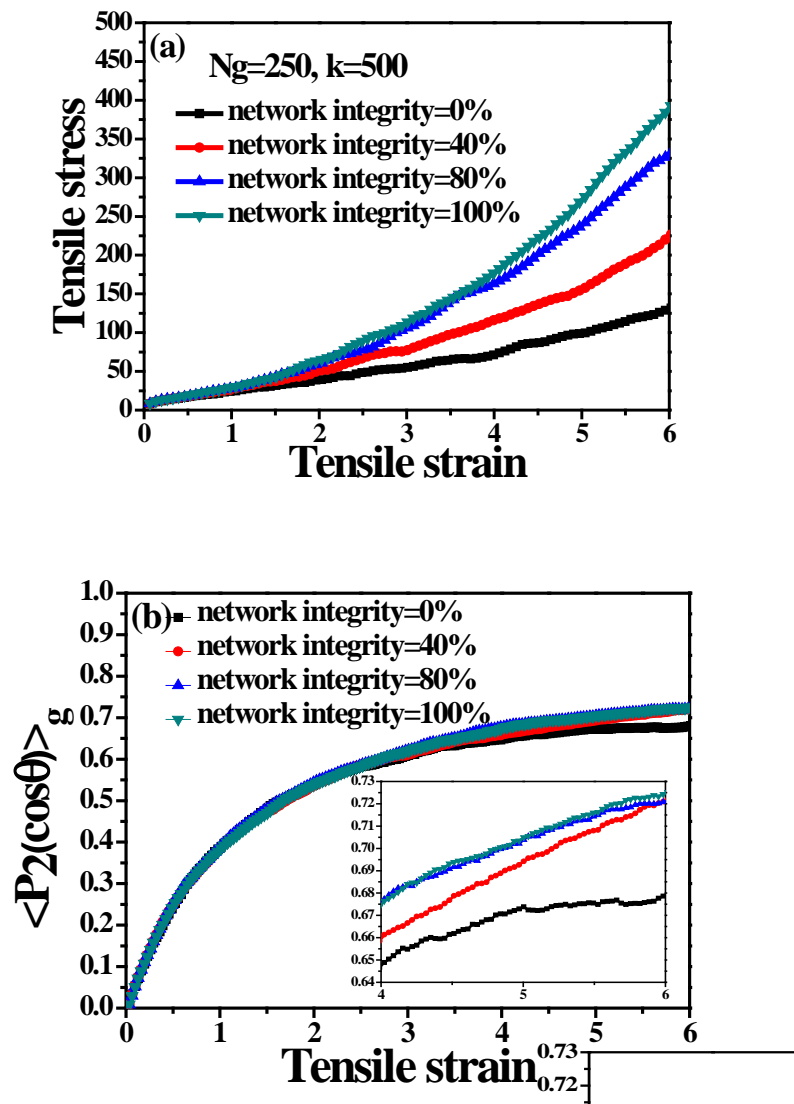 500
(a)
Ng=250, k=500
450
400
network integrity=0%
350
network integrity=40%
300
network integrity=80%
250
network integrity=100%
200
150
100
50
0
Tensile stress
0 1 2 3 4 5 6
Tensile strain
1.0
(b)
network integrity=0%
0.9
network integrity=40%
0.8
network integrity=80%
0.7
network integrity=100%
0.6
0.5
0.4
0.3
0.2
0.1
0.0
<P2(cosθ)>g
0.73
0.72
0.71
0.70
0.69
0.68
0.67
0.66
0.65
0.64
4 5 6
0 1 2 3 4 5 6
Tensile strain
0.73
0.72